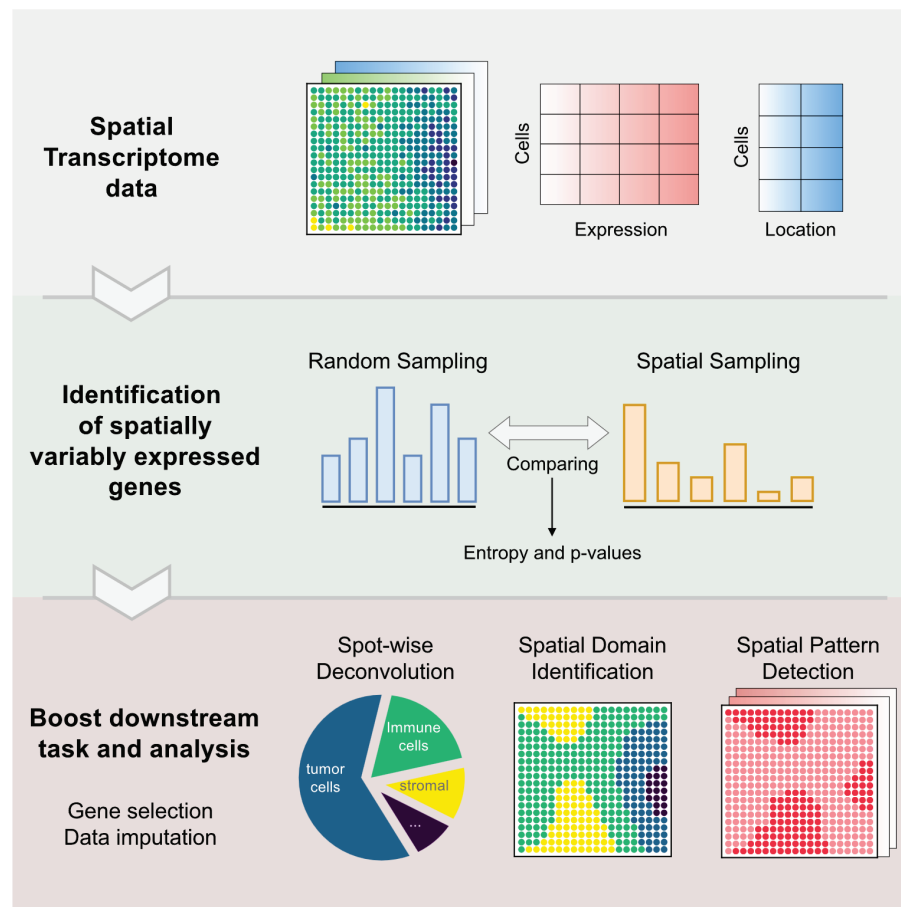 Spatial
Transcriptome
data
Cells
Expression
Cells
Location
Identification
of spatially
variably expressed
genes
Random Sampling
Spatial Sampling
Comparing
Entropy and p-values
Boost downstream
task and analysis
Gene selection
Data imputation
Spot-wise
Deconvolution
Immune
cells
tumor
cells
stromal
...
Spatial Domain
Identification
Spatial Pattern
Detection